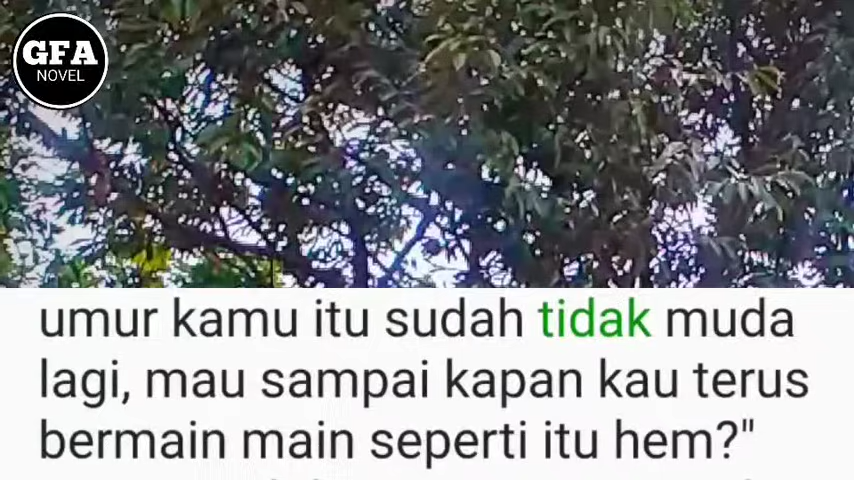 GFA
NOVEL
umur kamu itu sudah tidak muda
lagi, mau sampai kapan kau terus
bermain main seperti itu hem?"